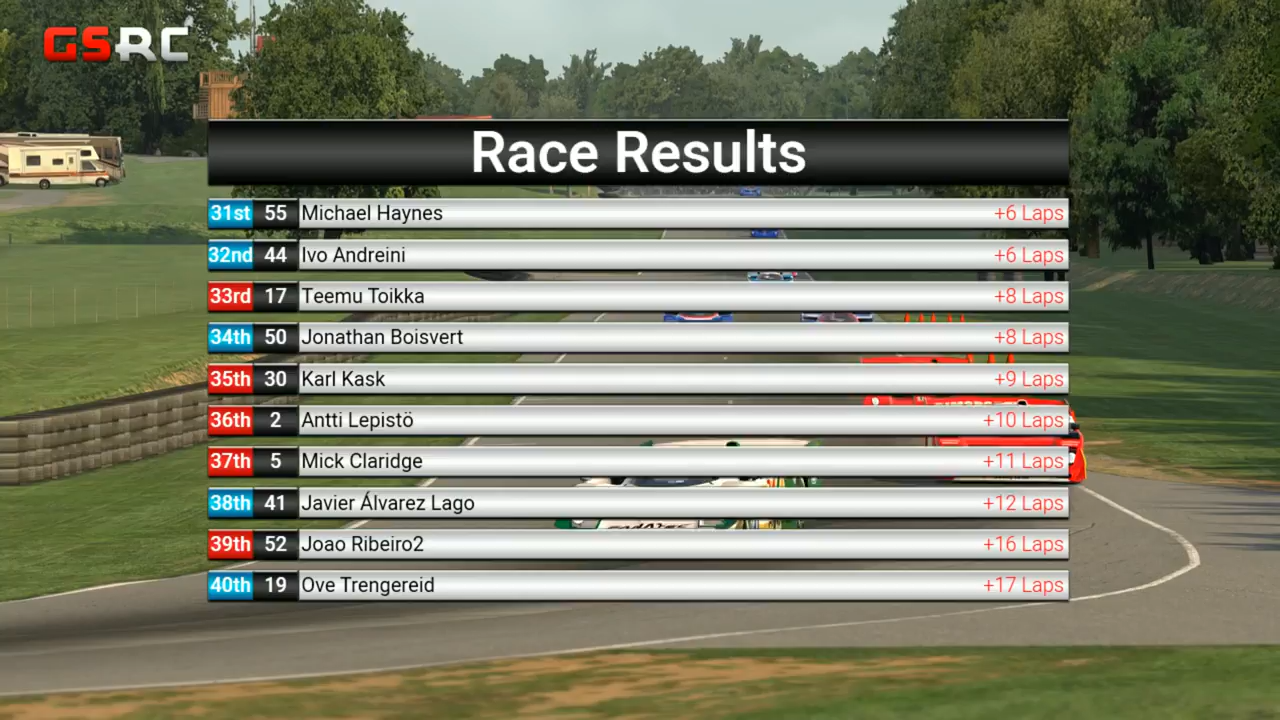 GSRC
Race Results
31st 55 Michael Haynes +6 Laps
32nd 44 Ivo Andreini +6 Laps
33rd 17 Teemu Toikka +8 Laps
34th 50 Jonathan Boisvert +8 Laps
35th 30 Karl Kask +9 Laps
36th 2 Antti Lepistö +10 Laps
37th 5 Mick Claridge +11 Laps
38th 41 Javier Álvarez Lago +12 Laps
39th 52 Joao Ribeiro2 +16 Laps
40th 19 Ove Trengereid +17 Laps